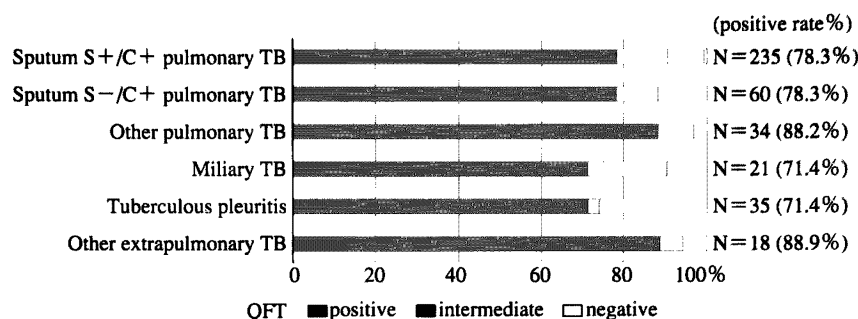 (positive rate%)
Sputum S+/C+ pulmonary TB N=235 (78.3%)
Sputum S−/C+ pulmonary TB N=60 (78.3%)
Other pulmonary TB N=34 (88.2%)
Miliary TB N=21 (71.4%)
Tuberculous pleuritis N=35 (71.4%)
Other extrapulmonary TB N=18 (88.9%)
0 20 40 60 80 100%
QFT positive intermediate negative